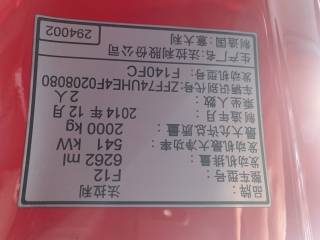 品牌: 法拉利
整车型号: F12
发动机排量: 6262 ml
发动机最大净功率: 541 kW
最大允许总质量: 2000 kg
制造年月: 2014 年 12 月
乘坐人数: 2人
车辆识别代号: ZFF74UHE4F0208080
发动机型号: F140FC
生产厂名: 法拉利股份公司
制造国: 意大利
294002